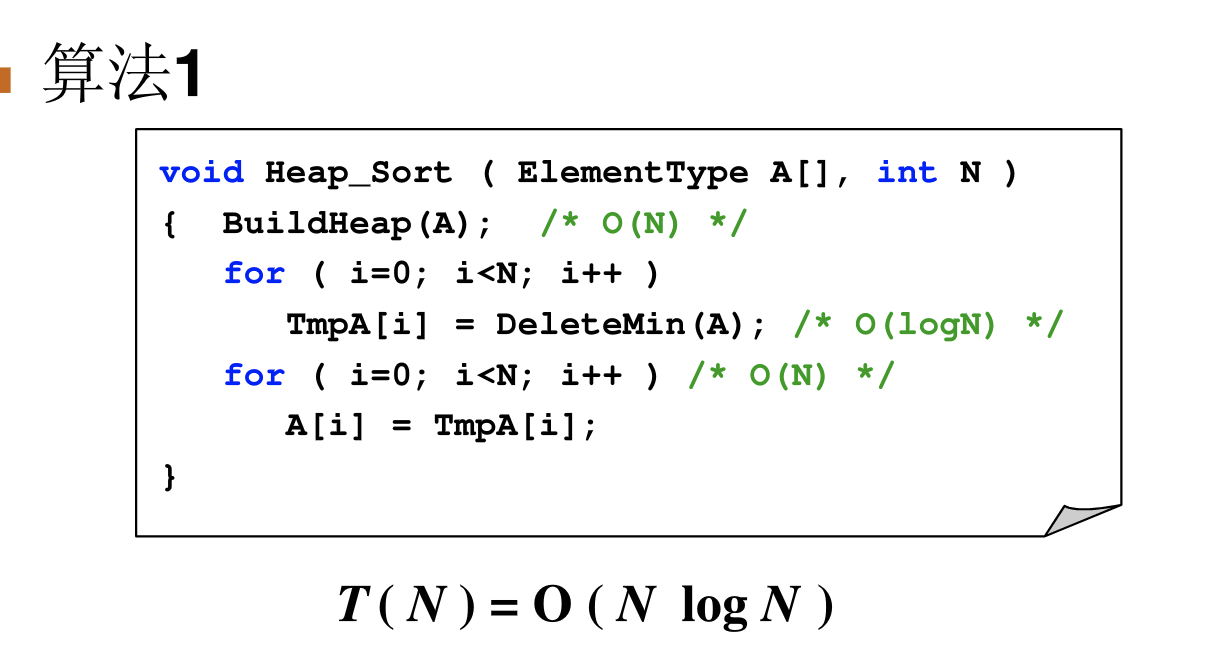 算法1
void Heap_Sort ( ElementType A[], int N )
{  BuildHeap(A);  /* O(N) */
   for ( i=0; i<N; i++ )
      TmpA[i] = DeleteMin(A); /* O(logN) */
   for ( i=0; i<N; i++ ) /* O(N) */
      A[i] = TmpA[i];
}
T ( N ) = O ( N log N )